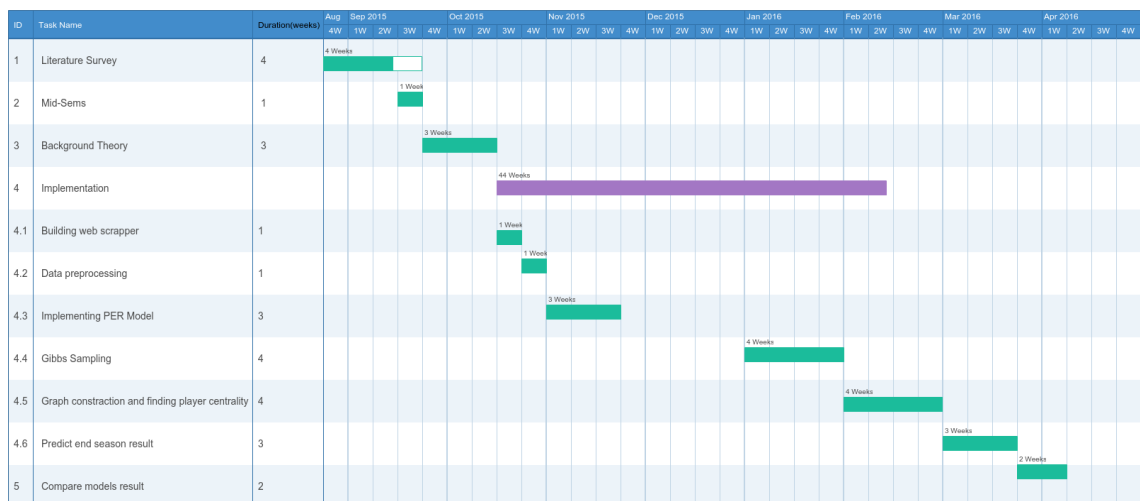 ID Task Name Duration(weeks) Aug Sep 2015 Oct 2015 Nov 2015 Dec 2015 Jan 2016 Feb 2016 Mar 2016 Apr 2016
4W 1W 2W 3W 4W 1W 2W 3W 4W 1W 2W 3W 4W 1W 2W 3W 4W 1W 2W 3W 4W 1W 2W 3W 4W 1W 2W 3W 4W 1W 2W 3W 4W
4 Weeks
1 Literature Survey 4
1 Week
2 Mid-Sems 1
3 Weeks
3 Background Theory 3
44 Weeks
4 Implementation
1 Week
4.1 Building web scrapper 1
1 Week
4.2 Data preprocessing 1
3 Weeks
4.3 Implementing PER Model 3
4 Weeks
4.4 Gibbs Sampling 4
4 Weeks
4.5 Graph constraction and finding player centrality 4
3 Weeks
4.6 Predict end season result 3
2 Weeks
5 Compare models result 2